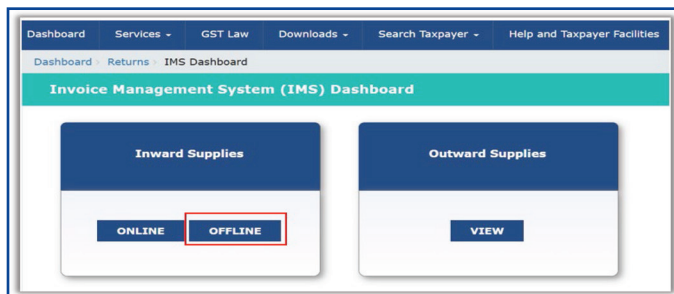 Dashboard Services GST Law Downloads Search Taxpayer Help and Taxpayer Facilities
Dashboard › Returns › IMS Dashboard
Invoice Management System (IMS) Dashboard
Inward Supplies Outward Supplies
ONLINE OFFLINE VIEW